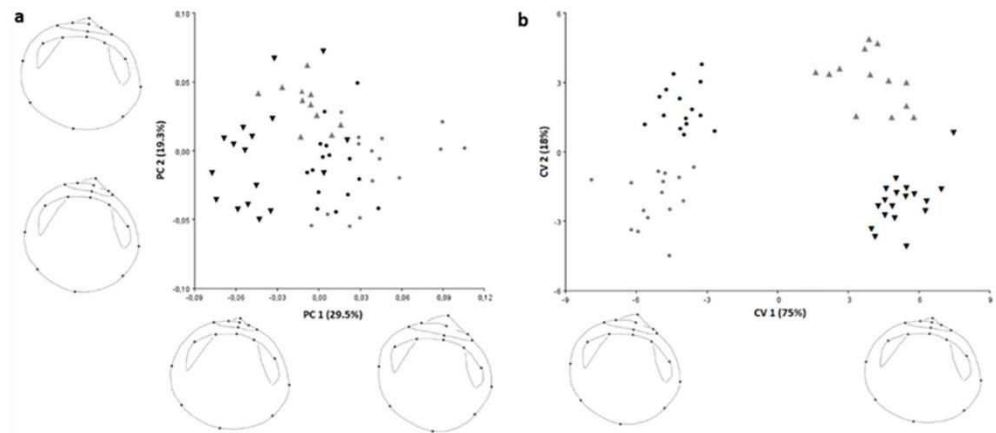 a
b
0,10
0,05
0,00
-0,05
-0,10
PC 2 (19.3%)
-0,09 -0,06 -0,03 0,00 0,03 0,06 0,09 0,12
PC 1 (29.5%)
6
3
0
-3
-6
CV 2 (18%)
-9 -6 -3 0 3 6 9
CV 1 (75%)